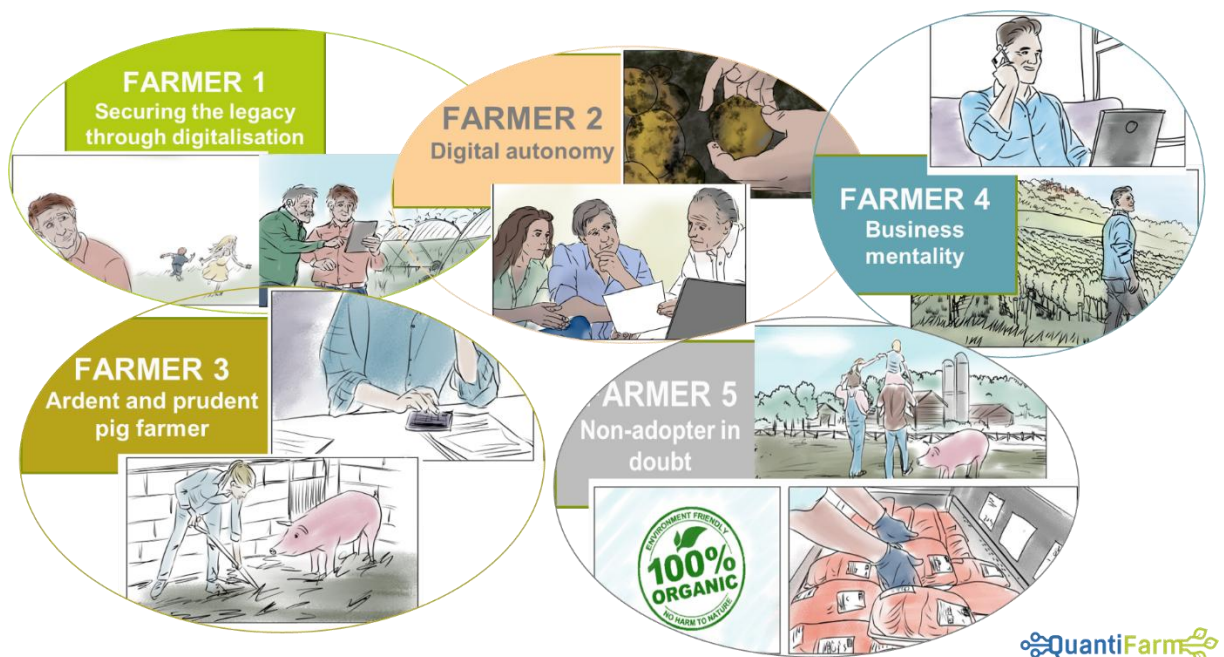 FARMER 1
Securing the legacy
through digitalisation
FARMER 2
Digital autonomy
FARMER 4
Business
mentality
FARMER 3
Ardent and prudent
pig farmer
ARMER 5
Non-adopter in
doubt
ENVIRONMENT FRIENDLY
100%
ORGANIC
NO HARM TO NATURE
QuantiFarm